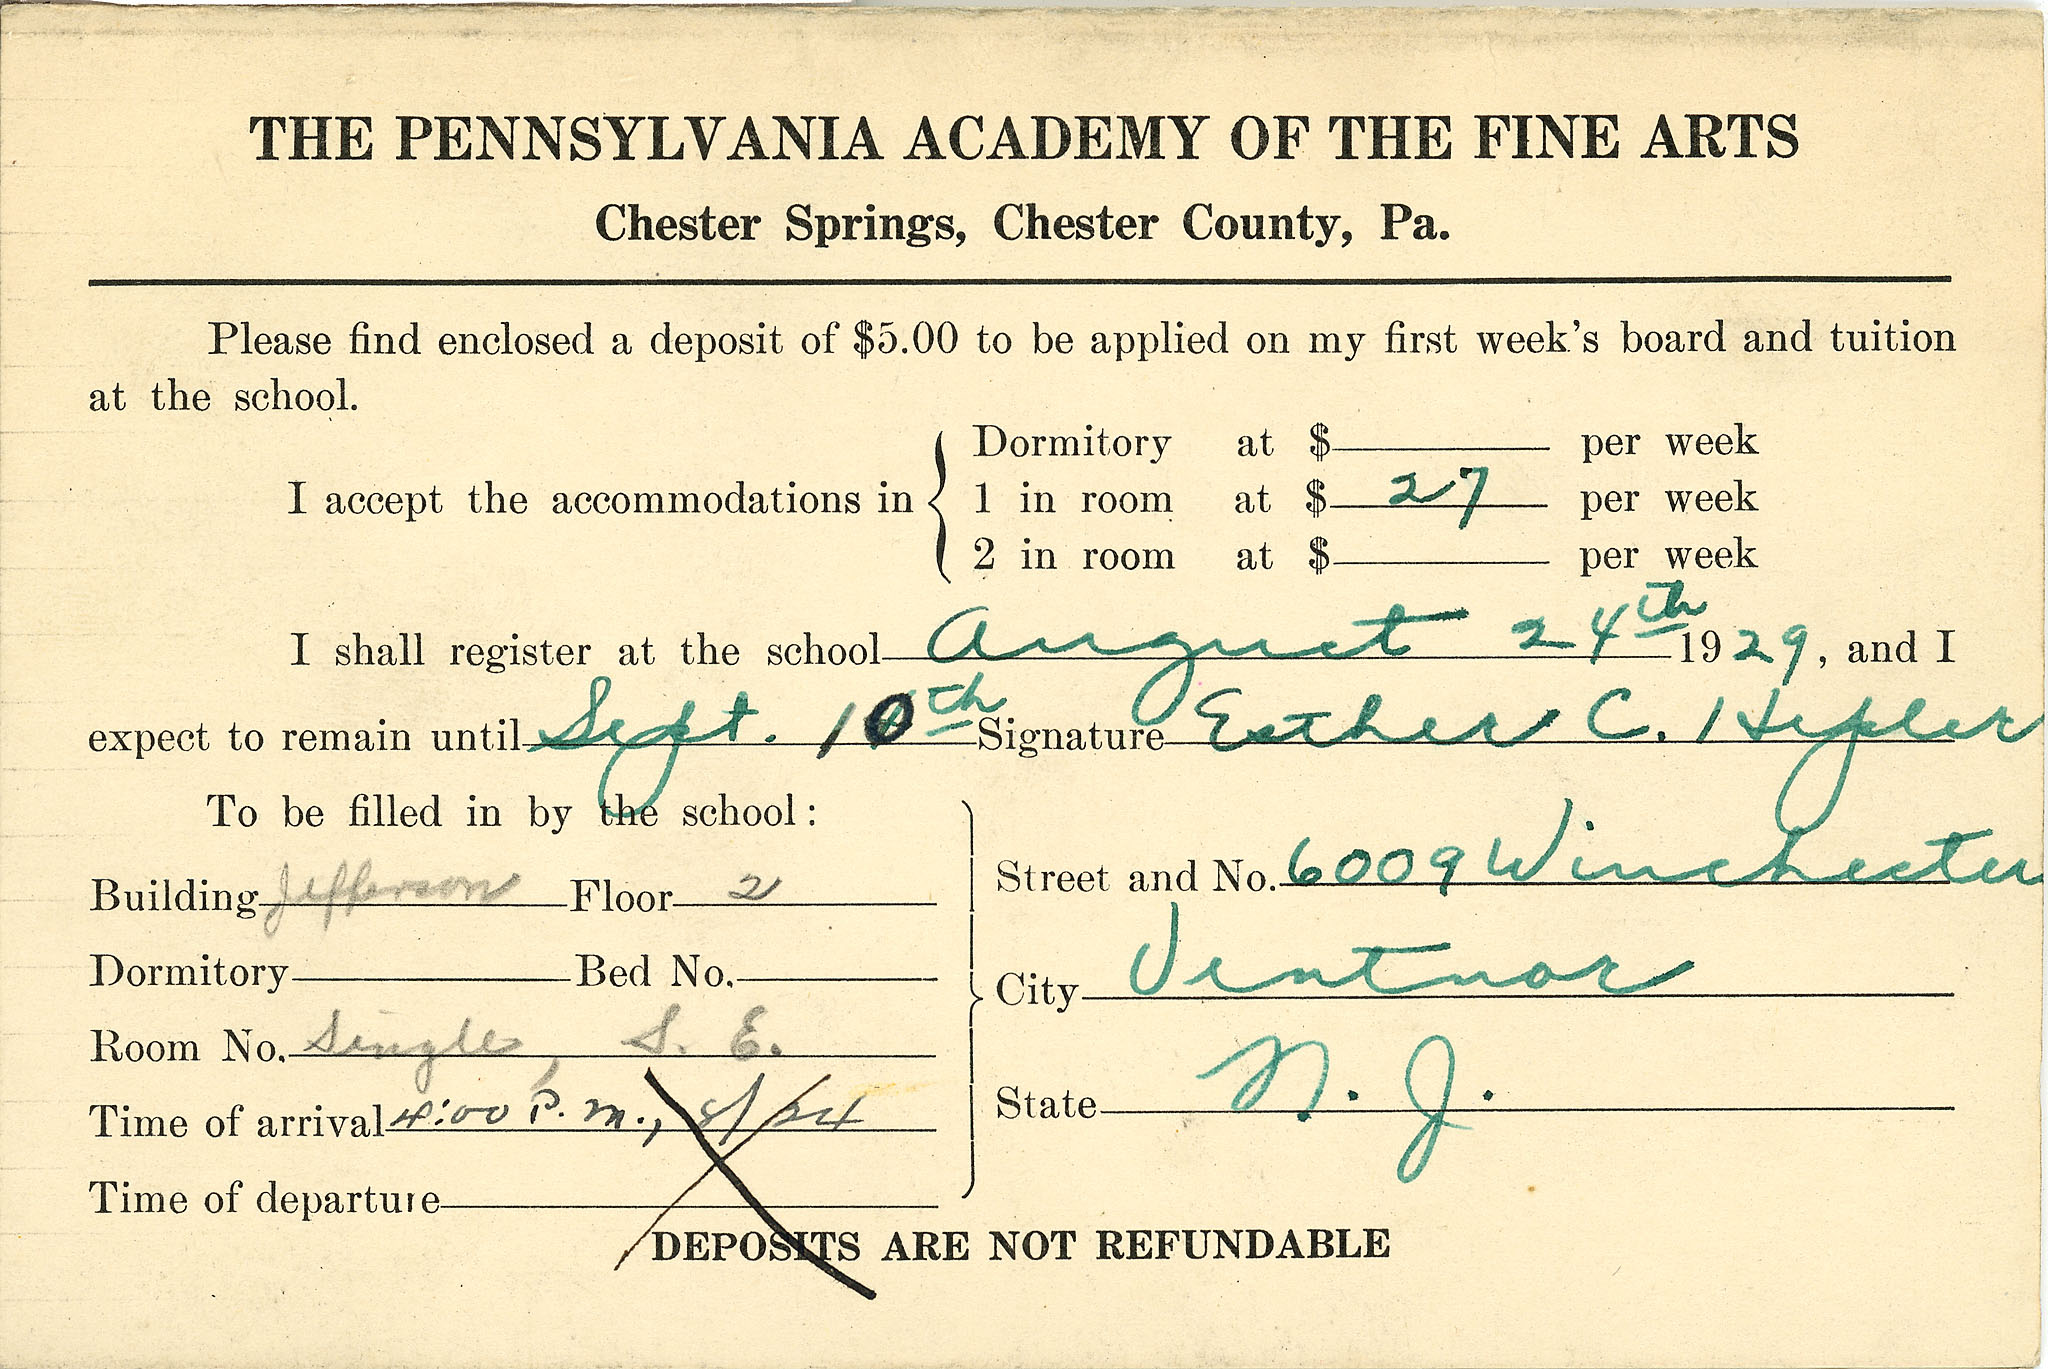 THE PENNSYLVANIA ACADEMY OF THE FINE ARTS
Chester Springs, Chester County, Pa.
Please find enclosed a deposit of $5.00 to be applied on my first week's board and tuition
at the school.
Dormitory at $ per week
I accept the accommodations in { 1 in room at $ 27 per week
2 in room at $ per week
I shall register at the school August 24th 1929, and I
expect to remain until Sept. 10th Signature Esther C. Hepler
To be filled in by the school:
Building Jefferson Floor 2
Dormitory Bed No.
Room No. Single, S. E.
Time of arrival 4:00 P.m., 8/24
Time of departure
Street and No. 6009 Winchester
City Ventnor
State N. J.
DEPOSITS ARE NOT REFUNDABLE